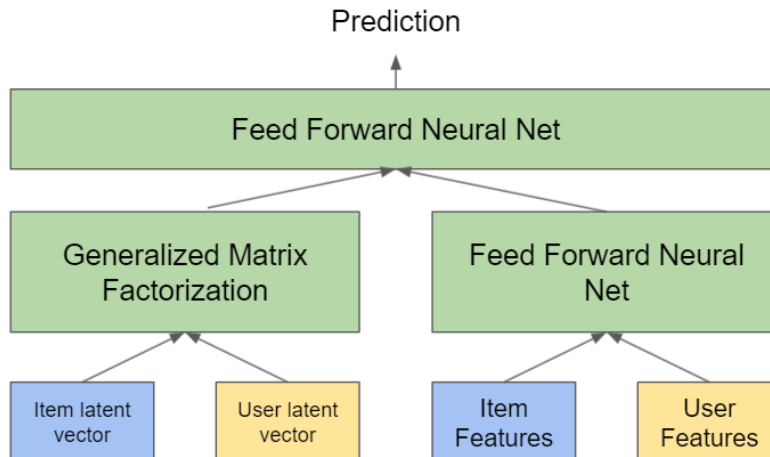 Prediction
Feed Forward Neural Net
Generalized Matrix
Factorization
Feed Forward Neural
Net
Item latent
vector
User latent
vector
Item
Features
User
Features